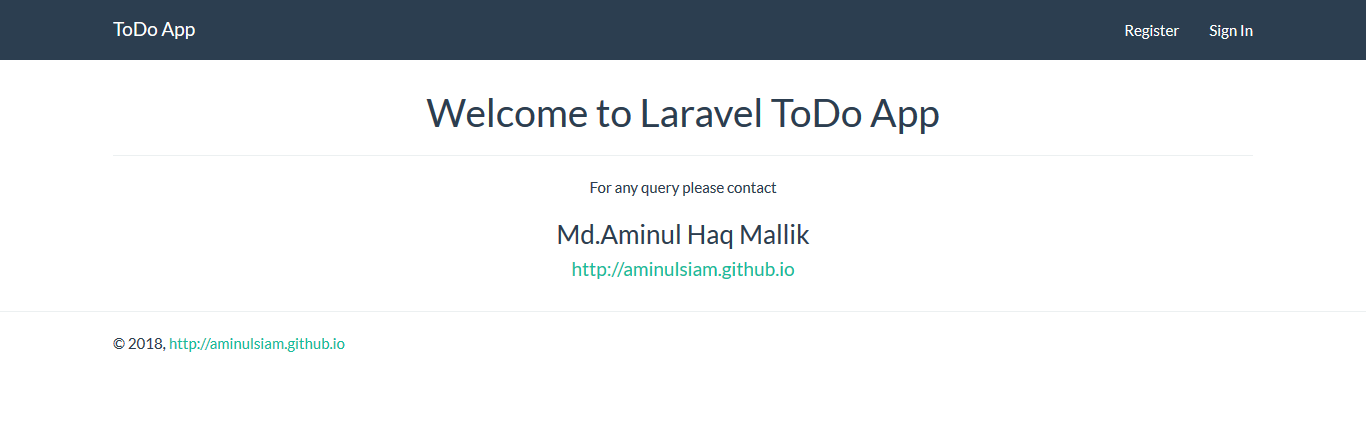 ToDo App
Register
Sign In
Welcome to Laravel ToDo App
For any query please contact
Md.Aminul Haq Mallik
http://aminulsiam.github.io
© 2018, http://aminulsiam.github.io